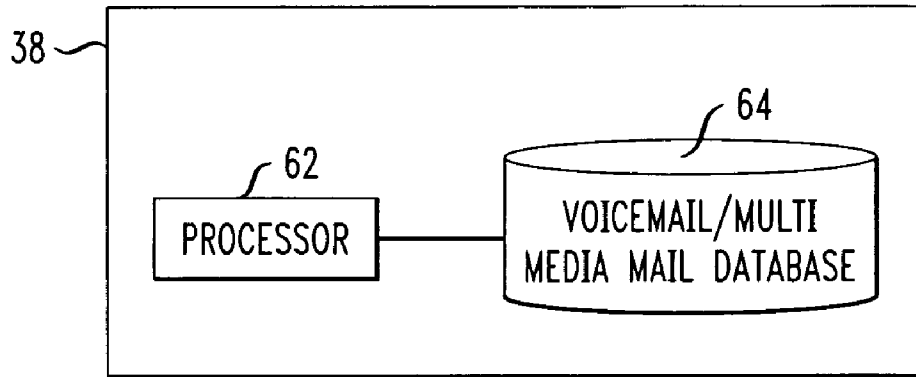 38
64
62
PROCESSOR
VOICEMAIL/MULTI
MEDIA MAIL DATABASE